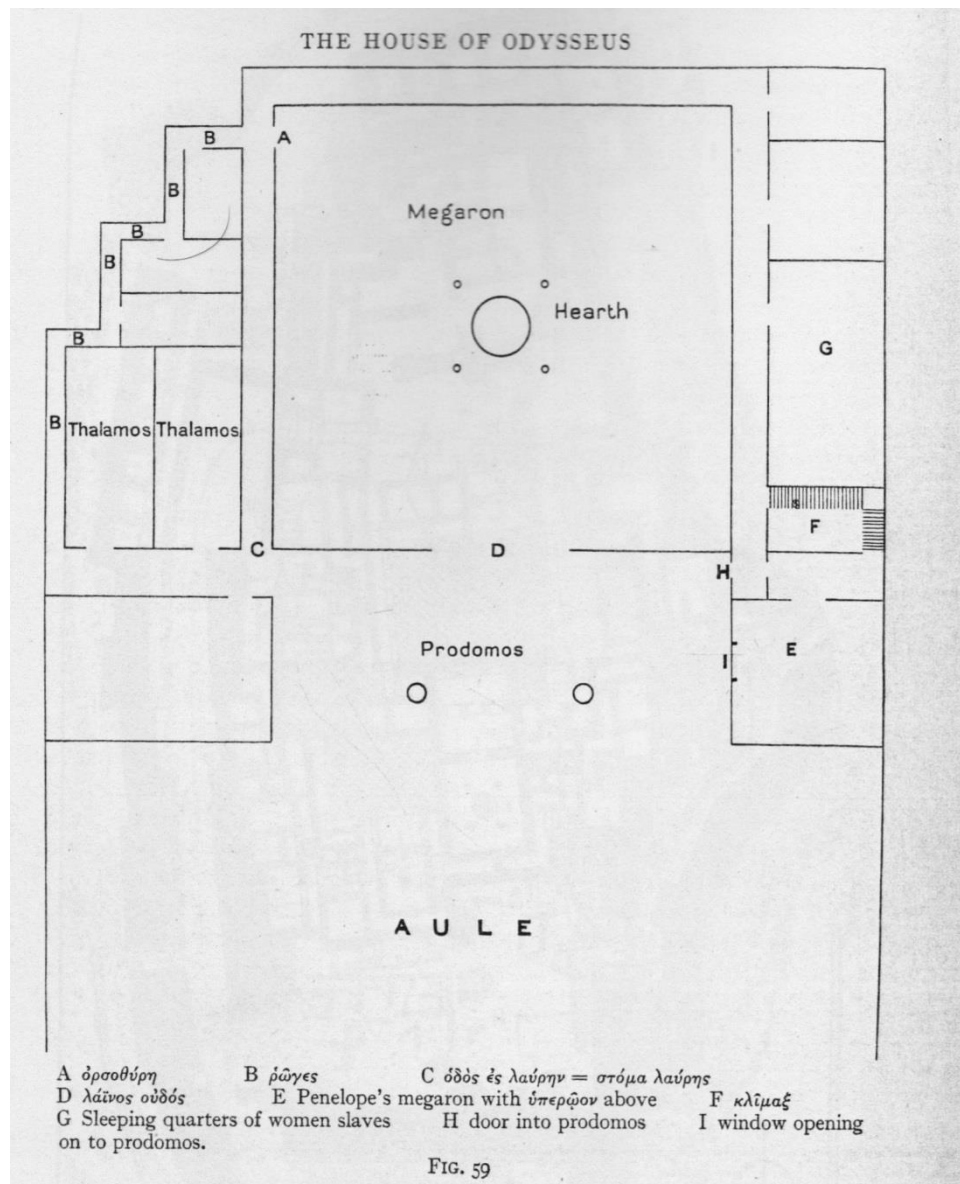 THE HOUSE OF ODYSSEUS
B
A
B
Megaron
B
B
Hearth
B
G
B
Thalamos
Thalamos
S
F
C
D
H
Prodomos
I
E
AULE
A ὀρσοθύρη B ῥῶγες C ὁδὸς ἐς λαύρην = στόμα λαύρης
D λάϊνος οὐδός E Penelope's megaron with ὑπερῷον above F κλῖμαξ
G Sleeping quarters of women slaves H door into prodomos I window opening
on to prodomos.
FIG. 59